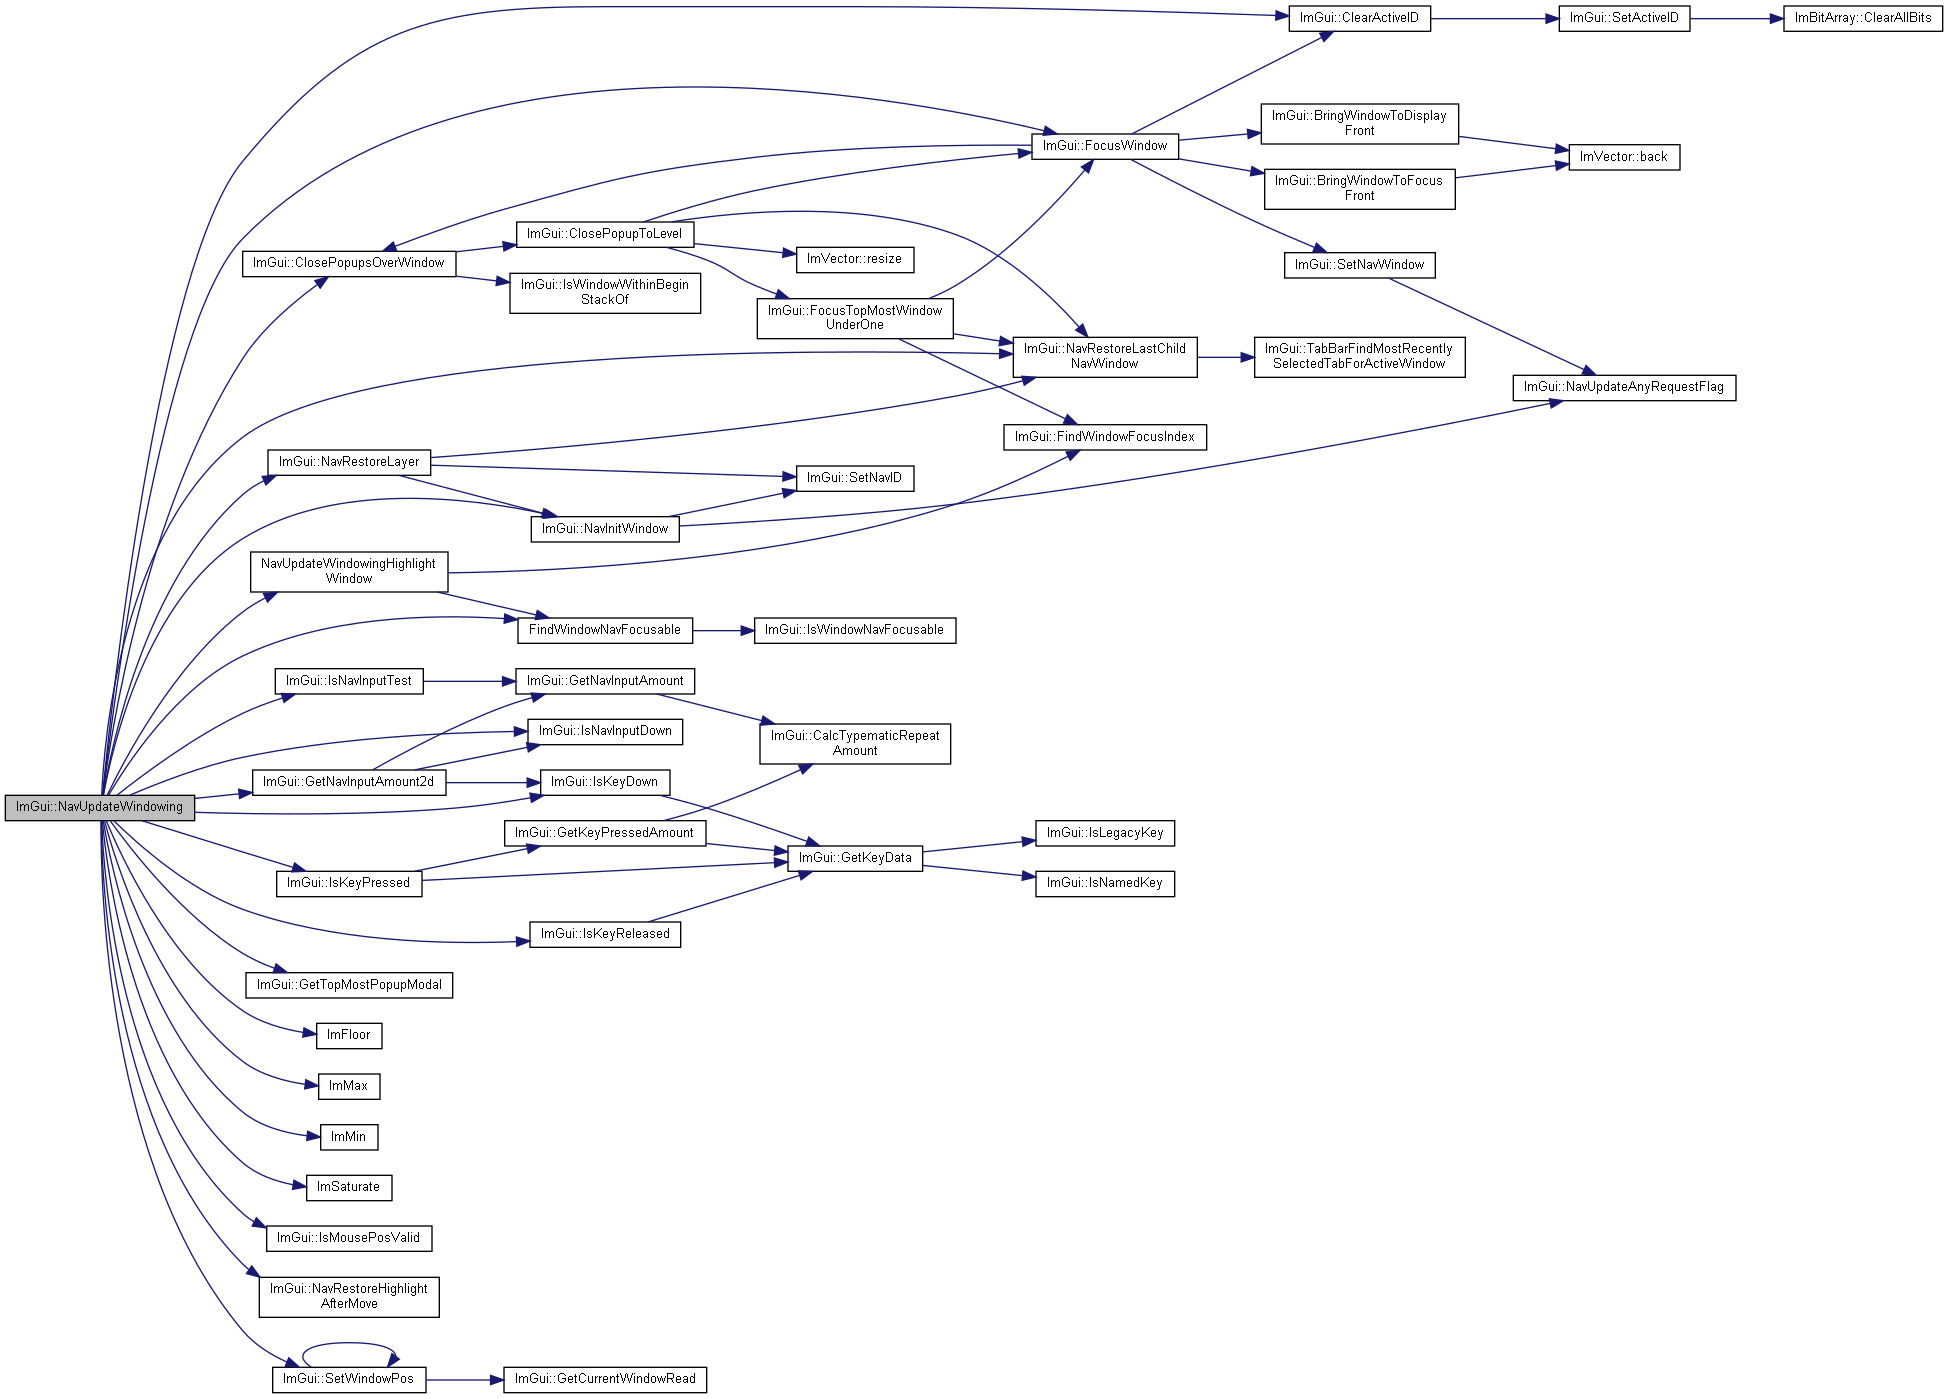 ImGui::ClearActiveID
ImGui::SetActiveID
ImBitArray::ClearAllBits
ImGui::BringWindowToDisplay
Front
ImGui::FocusWindow
ImVector::back
ImGui::BringWindowToFocus
Front
ImGui::ClosePopupToLevel
ImGui::ClosePopupsOverWindow
ImVector::resize
ImGui::SetNavWindow
ImGui::IsWindowWithinBegin
StackOf
ImGui::FocusTopMostWindow
UnderOne
ImGui::NavRestoreLastChild
NavWindow
ImGui::TabBarFindMostRecently
SelectedTabForActiveWindow
ImGui::NavUpdateAnyRequestFlag
ImGui::FindWindowFocusIndex
ImGui::NavRestoreLayer
ImGui::SetNavID
ImGui::NavInitWindow
NavUpdateWindowingHighlight
Window
FindWindowNavFocusable
ImGui::IsWindowNavFocusable
ImGui::IsNavInputTest
ImGui::GetNavInputAmount
ImGui::IsNavInputDown
ImGui::CalcTypematicRepeat
Amount
ImGui::GetNavInputAmount2d
ImGui::IsKeyDown
ImGui::NavUpdateWindowing
ImGui::GetKeyPressedAmount
ImGui::IsLegacyKey
ImGui::GetKeyData
ImGui::IsKeyPressed
ImGui::IsNamedKey
ImGui::IsKeyReleased
ImGui::GetTopMostPopupModal
ImFloor
ImMax
ImMin
ImSaturate
ImGui::IsMousePosValid
ImGui::NavRestoreHighlight
AfterMove
ImGui::SetWindowPos
ImGui::GetCurrentWindowRead